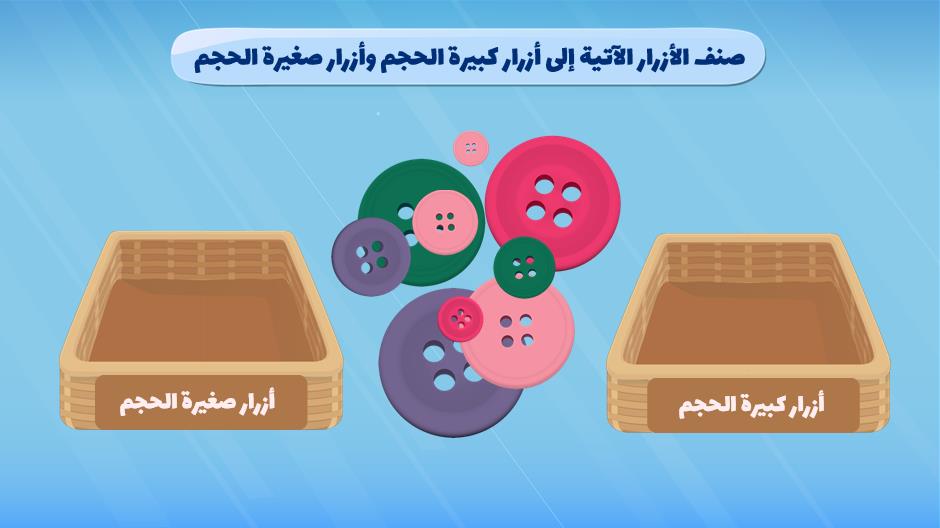 صنف الأزرار الآتية إلى أزرار كبيرة الحجم وأزرار صغيرة الحجم
أزرار كبيرة الحجم
أزرار صغيرة الحجم